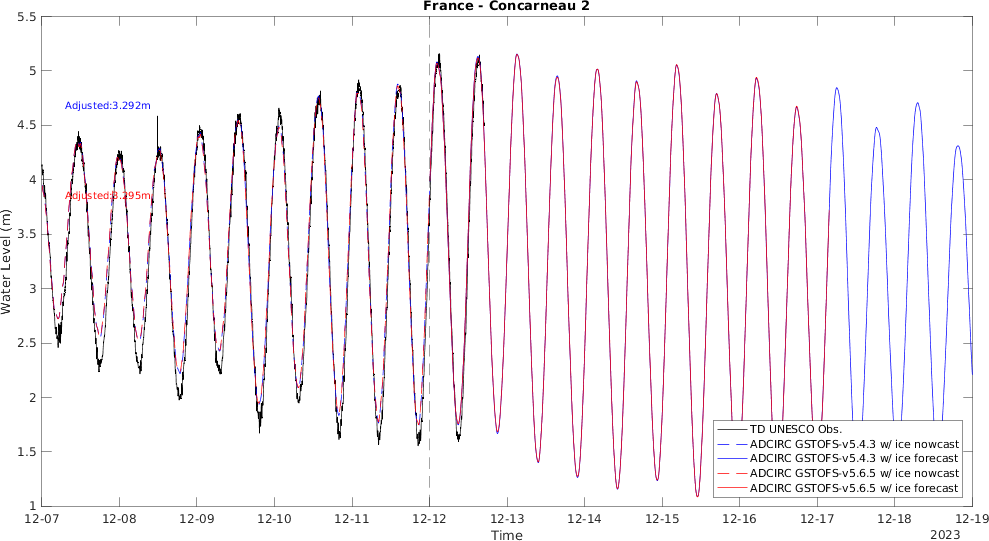 France - Concarneau 2
Water Level (m)
5.5
5
4.5
4
3.5
3
2.5
2
1.5
1
Adjusted:3.292m
Adjusted:3.295m
TD UNESCO Obs.
ADCIRC GSTOFS-v5.4.3 w/ ice nowcast
ADCIRC GSTOFS-v5.4.3 w/ ice forecast
ADCIRC GSTOFS-v5.6.5 w/ ice nowcast
ADCIRC GSTOFS-v5.6.5 w/ ice forecast
12-07 12-08 12-09 12-10 12-11 12-12 12-13 12-14 12-15 12-16 12-17 12-18 12-19
Time
2023